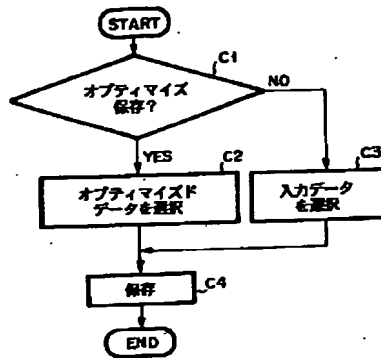 START
C1
オプティマイズ
保存?
NO
YES
C2
C3
オプティマイズド
データを選択
入力データ
を選択
C4
保存
END